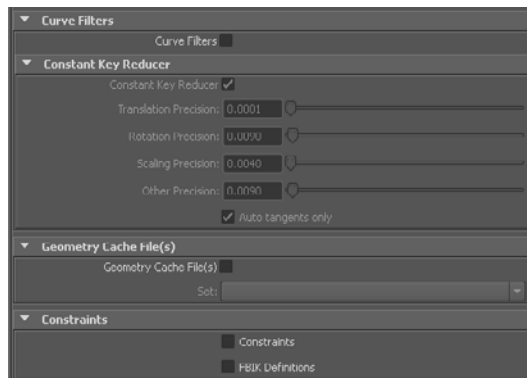 Curve Filters
Curve Filters
Constant Key Reducer
Constant Key Reducer
Translation Precision: 0.0001
Rotation Precision: 0.0090
Scaling Precision: 0.0040
Other Precision: 0.0090
Auto tangents only
Geometry Cache File(s)
Geometry Cache File(s)
Set:
Constraints
Constraints
FBIK Definitions